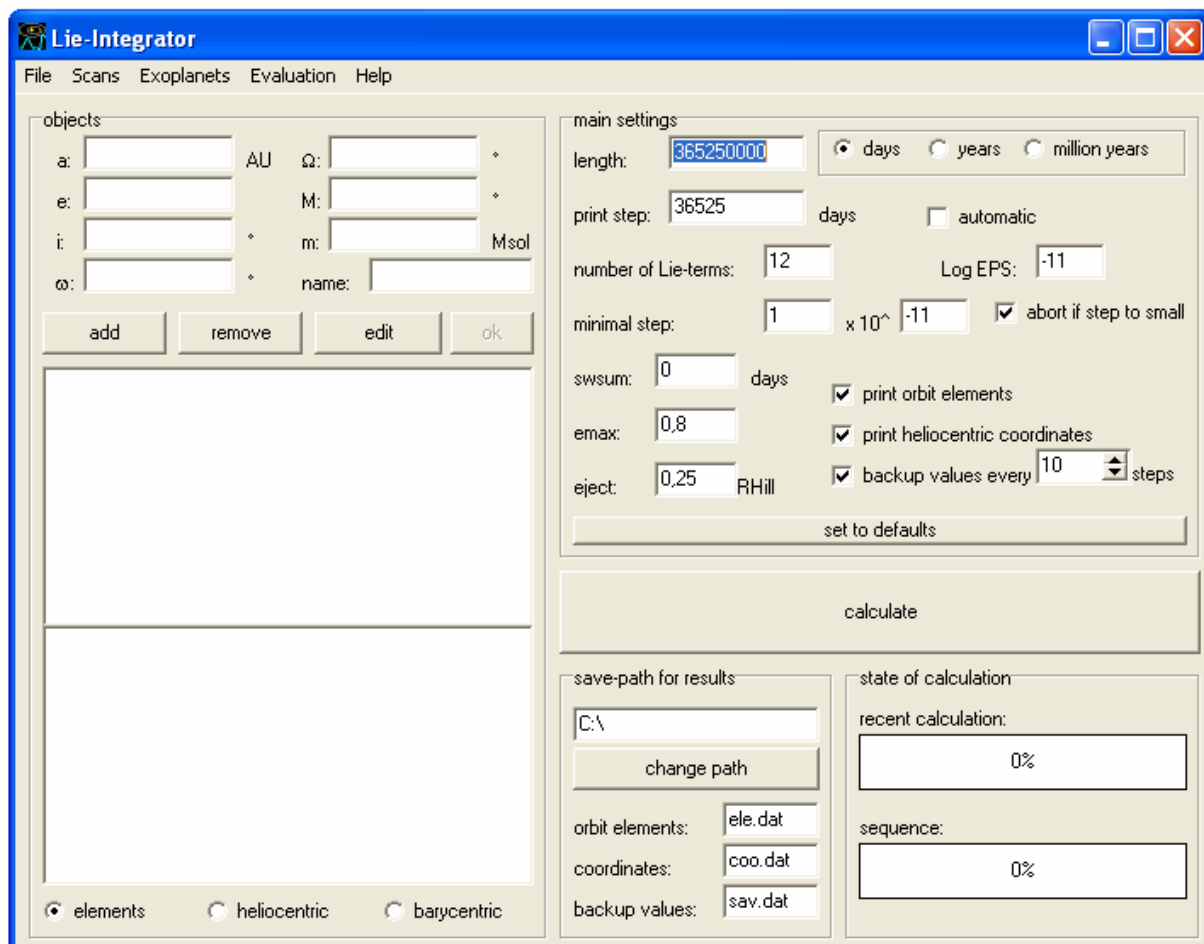 Lie-Integrator
File Scans Exoplanets Evaluation Help
objects
a: AU Ω: °
e: M: °
i: ° m: Msol
ω: ° name:
add remove edit ok
elements heliocentric barycentric
main settings
length: 365250000 days years million years
print step: 36525 days automatic
number of Lie-terms: 12 Log EPS: -11
minimal step: 1 x 10^ -11 abort if step to small
swsum: 0 days
print orbit elements
emax: 0,8
print heliocentric coordinates
eject: 0,25 RHill
backup values every 10 steps
set to defaults
calculate
save-path for results
C:\
change path
orbit elements: ele.dat
coordinates: coo.dat
backup values: sav.dat
state of calculation
recent calculation:
0%
sequence:
0%